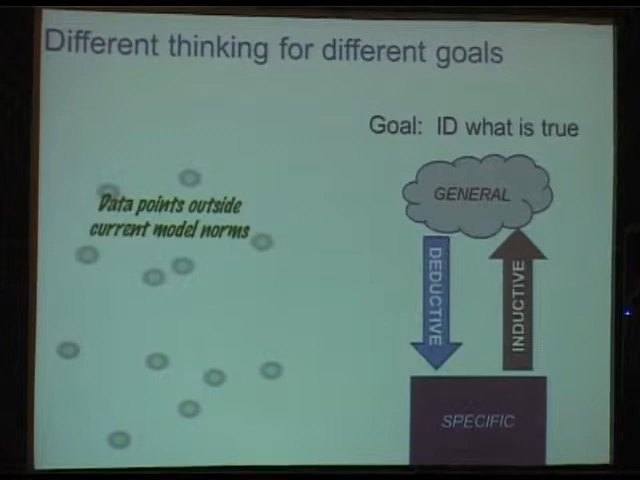 Different thinking for different goals
Goal: ID what is true
Data points outside
current model norms
GENERAL
DEDUCTIVE
INDUCTIVE
SPECIFIC